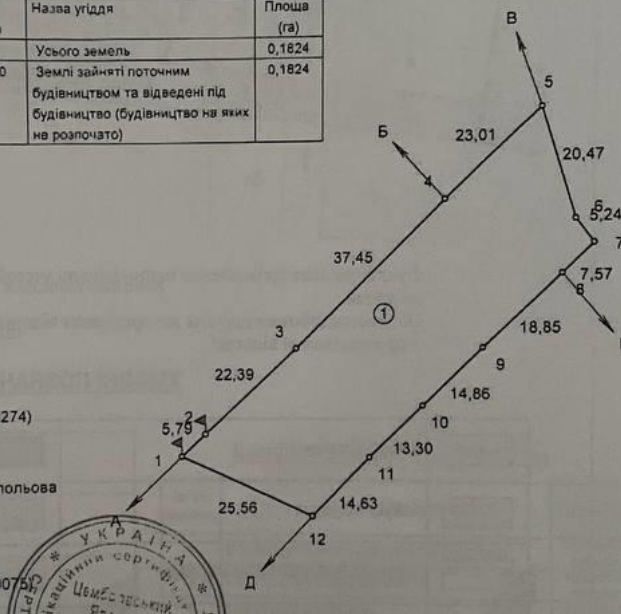 Назва угіддя
Площа
(га)
Усього земель
0,1824
Землі зайняті поточним
0,1824
будівництвом та відведені під
будівництво (будівництво на яких
не розпочато)
В
5
23,01
20,47
Б
4
6
5,24
7
37,45
7,57
8
1
18,85
3
9
22,39
14,86
274)
2
10
5,79
13,30
1
11
польова
25,56
14,63
А
12
УКРАЇНА
Д
0075)